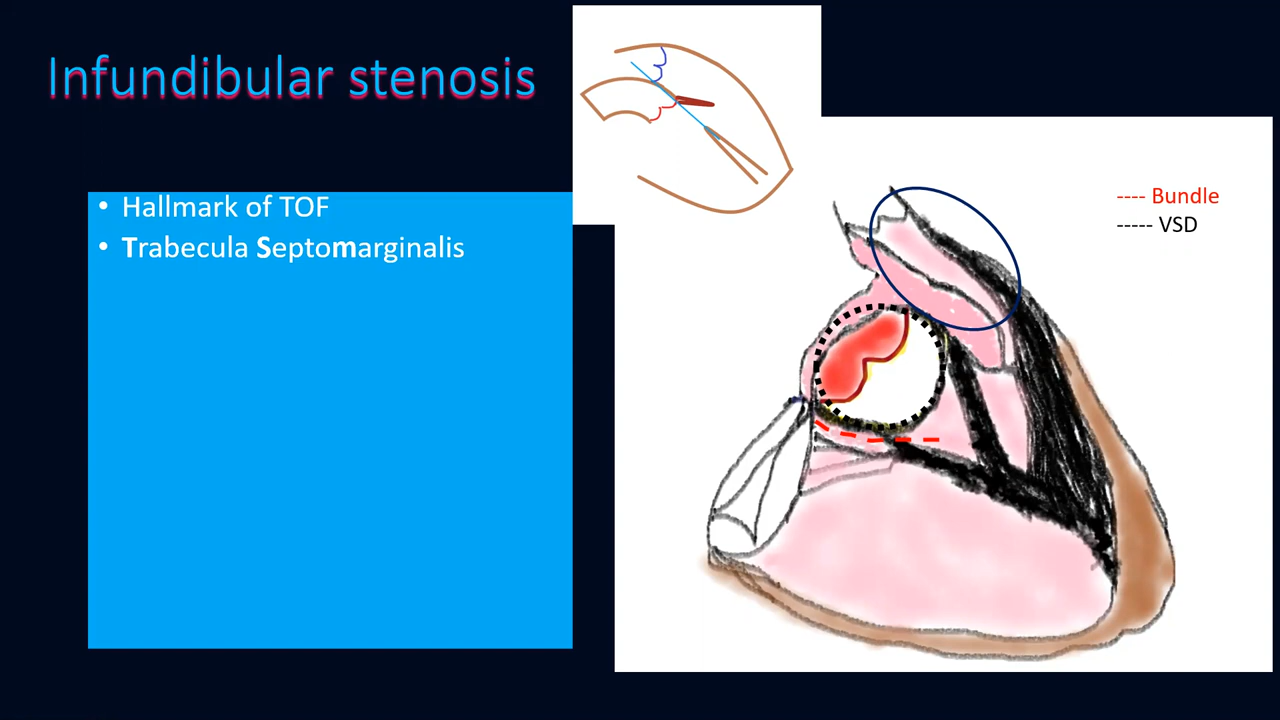 Infundibular stenosis
• Hallmark of TOF
• Trabecula Septomarginalis
---- Bundle
----- VSD